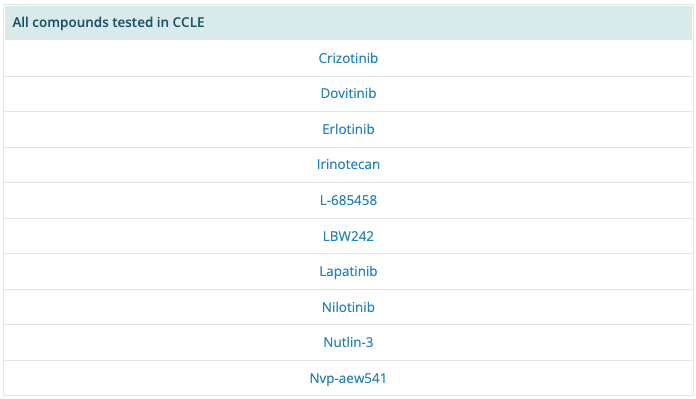 All compounds tested in CCLE
Crizotinib
Dovitinib
Erlotinib
Irinotecan
L-685458
LBW242
Lapatinib
Nilotinib
Nutlin-3
Nvp-aew541